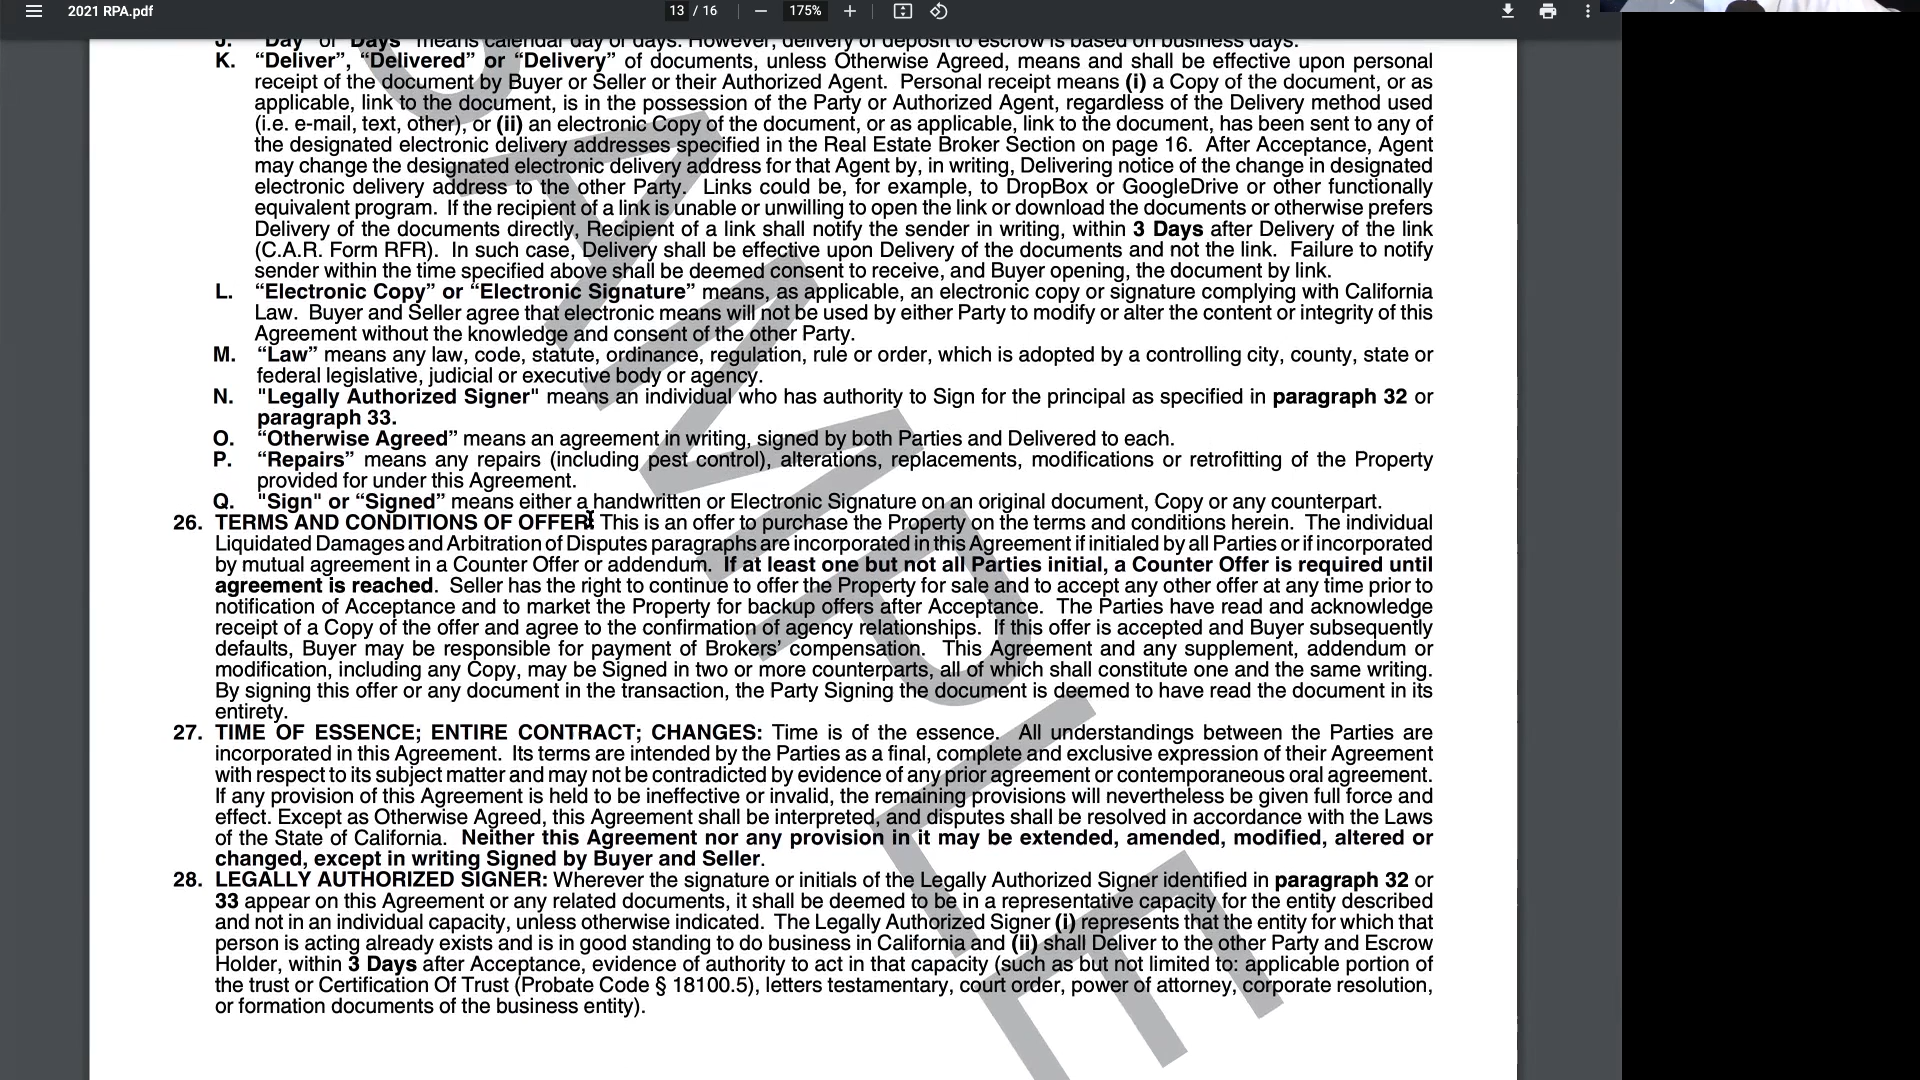 2021 RPA.pdf
13 / 16
175%
J. "Day" or "Days" means calendar day or days. However, delivery of deposit to escrow is based on business days.
K. “Deliver”, “Delivered” or “Delivery” of documents, unless Otherwise Agreed, means and shall be effective upon personal
receipt of the document by Buyer or Seller or their Authorized Agent. Personal receipt means (i) a Copy of the document, or as
applicable, link to the document, is in the possession of the Party or Authorized Agent, regardless of the Delivery method used
(i.e. e-mail, text, other), or (ii) an electronic Copy of the document, or as applicable, link to the document, has been sent to any of
the designated electronic delivery addresses specified in the Real Estate Broker Section on page 16. After Acceptance, Agent
may change the designated electronic delivery address for that Agent by, in writing, Delivering notice of the change in designated
electronic delivery address to the other Party. Links could be, for example, to DropBox or GoogleDrive or other functionally
equivalent program. If the recipient of a link is unable or unwilling to open the link or download the documents or otherwise prefers
Delivery of the documents directly, Recipient of a link shall notify the sender in writing, within 3 Days after Delivery of the link
(C.A.R. Form RFR). In such case, Delivery shall be effective upon Delivery of the documents and not the link. Failure to notify
sender within the time specified above shall be deemed consent to receive, and Buyer opening, the document by link.
L. “Electronic Copy” or “Electronic Signature” means, as applicable, an electronic copy or signature complying with California
Law. Buyer and Seller agree that electronic means will not be used by either Party to modify or alter the content or integrity of this
Agreement without the knowledge and consent of the other Party.
M. “Law” means any law, code, statute, ordinance, regulation, rule or order, which is adopted by a controlling city, county, state or
federal legislative, judicial or executive body or agency.
N. "Legally Authorized Signer" means an individual who has authority to Sign for the principal as specified in paragraph 32 or
paragraph 33.
O. “Otherwise Agreed” means an agreement in writing, signed by both Parties and Delivered to each.
P. “Repairs” means any repairs (including pest control), alterations, replacements, modifications or retrofitting of the Property
provided for under this Agreement.
Q. "Sign" or “Signed” means either a handwritten or Electronic Signature on an original document, Copy or any counterpart.
26. TERMS AND CONDITIONS OF OFFER: This is an offer to purchase the Property on the terms and conditions herein. The individual
Liquidated Damages and Arbitration of Disputes paragraphs are incorporated in this Agreement if initialed by all Parties or if incorporated
by mutual agreement in a Counter Offer or addendum. If at least one but not all Parties initial, a Counter Offer is required until
agreement is reached. Seller has the right to continue to offer the Property for sale and to accept any other offer at any time prior to
notification of Acceptance and to market the Property for backup offers after Acceptance. The Parties have read and acknowledge
receipt of a Copy of the offer and agree to the confirmation of agency relationships. If this offer is accepted and Buyer subsequently
defaults, Buyer may be responsible for payment of Brokers’ compensation. This Agreement and any supplement, addendum or
modification, including any Copy, may be Signed in two or more counterparts, all of which shall constitute one and the same writing.
By signing this offer or any document in the transaction, the Party Signing the document is deemed to have read the document in its
entirety.
27. TIME OF ESSENCE; ENTIRE CONTRACT; CHANGES: Time is of the essence. All understandings between the Parties are
incorporated in this Agreement. Its terms are intended by the Parties as a final, complete and exclusive expression of their Agreement
with respect to its subject matter and may not be contradicted by evidence of any prior agreement or contemporaneous oral agreement.
If any provision of this Agreement is held to be ineffective or invalid, the remaining provisions will nevertheless be given full force and
effect. Except as Otherwise Agreed, this Agreement shall be interpreted, and disputes shall be resolved in accordance with the Laws
of the State of California. Neither this Agreement nor any provision in it may be extended, amended, modified, altered or
changed, except in writing Signed by Buyer and Seller.
28. LEGALLY AUTHORIZED SIGNER: Wherever the signature or initials of the Legally Authorized Signer identified in paragraph 32 or
33 appear on this Agreement or any related documents, it shall be deemed to be in a representative capacity for the entity described
and not in an individual capacity, unless otherwise indicated. The Legally Authorized Signer (i) represents that the entity for which that
person is acting already exists and is in good standing to do business in California and (ii) shall Deliver to the other Party and Escrow
Holder, within 3 Days after Acceptance, evidence of authority to act in that capacity (such as but not limited to: applicable portion of
the trust or Certification Of Trust (Probate Code § 18100.5), letters testamentary, court order, power of attorney, corporate resolution,
or formation documents of the business entity).
SAMPLE